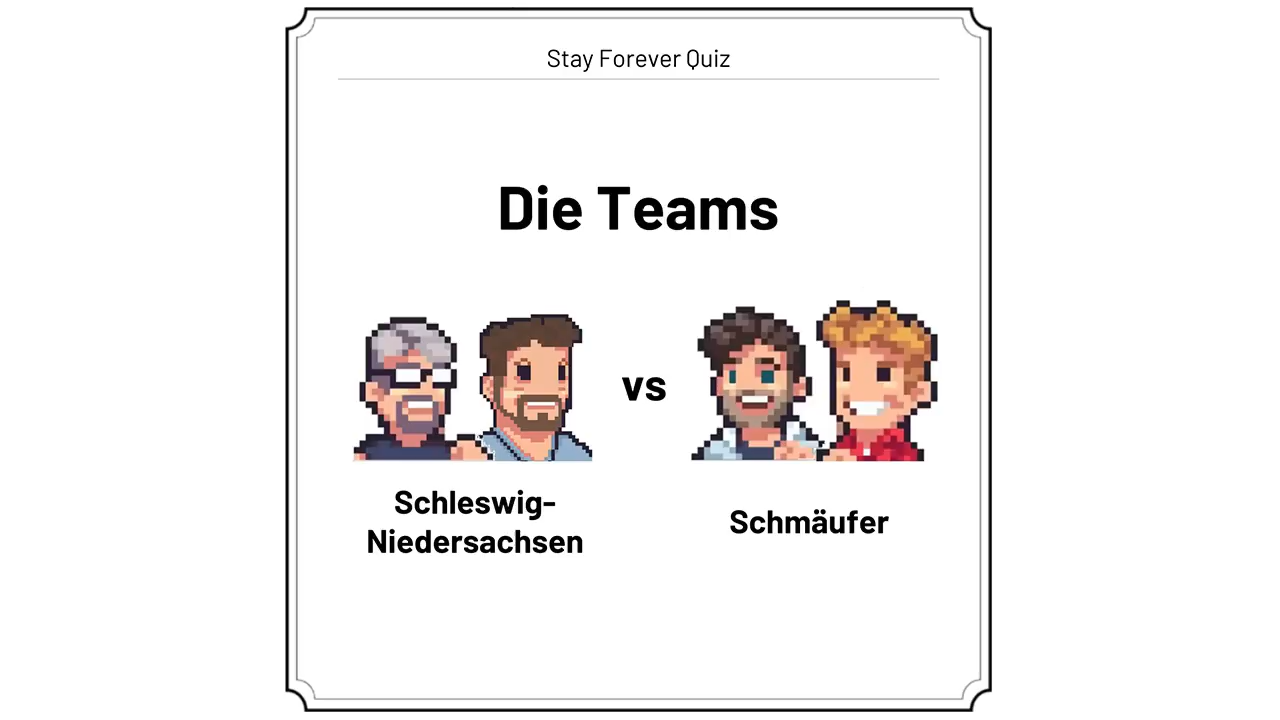 Stay Forever Quiz
Die Teams
vs
Schleswig-
Niedersachsen
Schmäufer